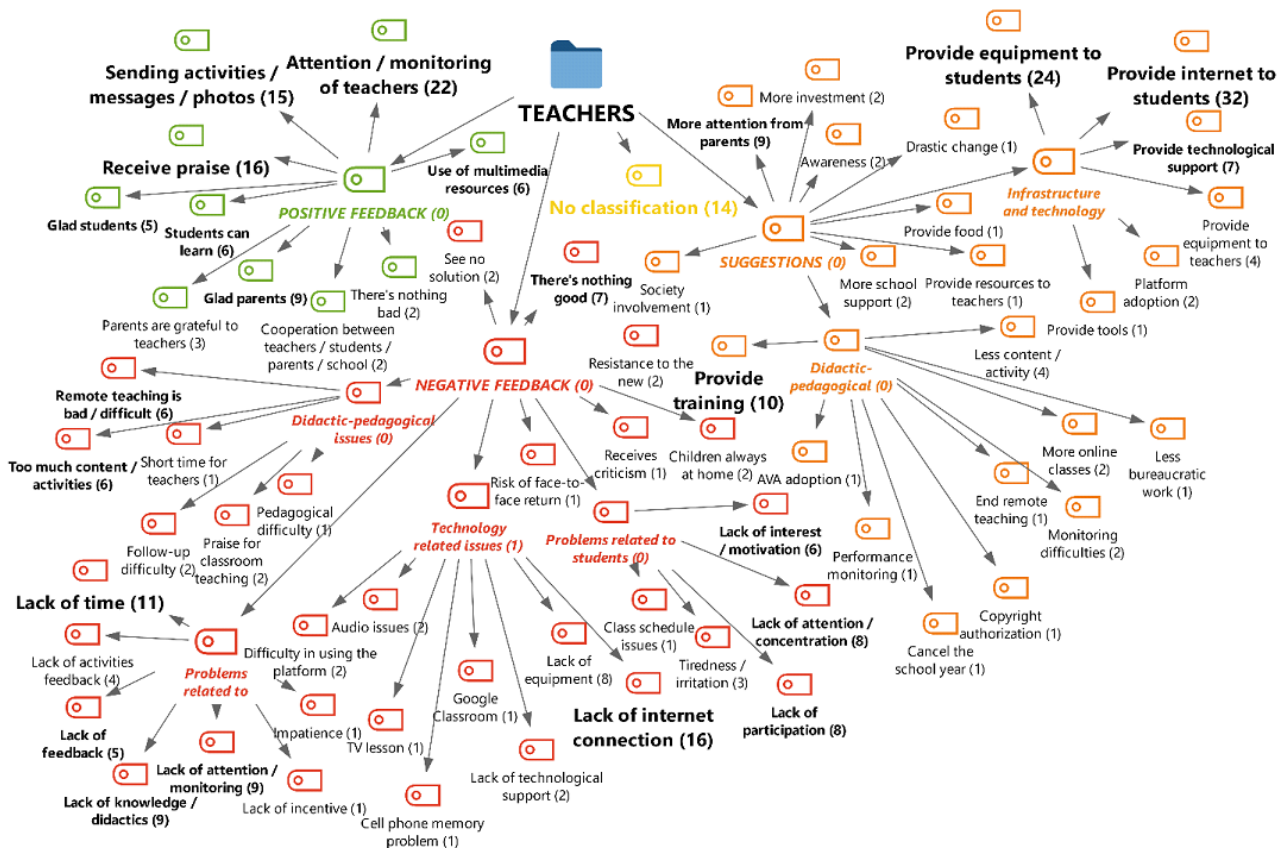 TEACHERS
Sending activities /
messages / photos (15)
Attention / monitoring
of teachers (22)
Receive praise (16)
Use of multimedia
resources (6)
Glad students (5)
Students can
learn (6)
POSITIVE FEEDBACK (0)
Glad parents (9)
There's nothing
bad (2)
Parents are grateful to
teachers (3)
Cooperation between
teachers / students /
parents / school (2)
No classification (14)
See no
solution (2)
There's nothing
good (7)
NEGATIVE FEEDBACK (0)
Resistance to the
new (2)
Receives
criticism (1)
Children always
at home (2)
Risk of face-to-
face return (1)
Remote teaching is
bad / difficult (6)
Didactic-pedagogical
issues (0)
Too much content /
activities (6)
Short time for
teachers (1)
Pedagogical
difficulty (1)
Follow-up
difficulty (2)
Praise for
classroom
teaching (2)
Lack of time (11)
Lack of activities
feedback (4)
Problems
related to
Lack of
feedback (5)
Lack of knowledge /
didactics (9)
Lack of attention /
monitoring (9)
Lack of incentive (1)
Impatience (1)
Technology
related issues (1)
Audio issues (2)
Difficulty in using the
platform (2)
TV lesson (1)
Cell phone memory
problem (1)
Google
Classroom (1)
Lack of technological
support (2)
Lack of
equipment (8)
Lack of internet
connection (16)
Problems related to
students (0)
Lack of interest
/ motivation (6)
Lack of attention /
concentration (8)
Class schedule
issues (1)
Tiredness /
irritation (3)
Lack of
participation (8)
SUGGESTIONS (0)
More attention from
parents (9)
More investment (2)
Awareness (2)
Drastic change (1)
Provide food (1)
Provide resources to
teachers (1)
More school
support (2)
Society
involvement (1)
Infrastructure
and technology
Provide equipment to
students (24)
Provide internet to
students (32)
Provide technological
support (7)
Provide
equipment to
teachers (4)
Platform
adoption (2)
Provide tools (1)
Didactic-
pedagogical (0)
Provide
training (10)
Less content /
activity (4)
Less
bureaucratic
work (1)
More online
classes (2)
Monitoring
difficulties (2)
End remote
teaching (1)
Copyright
authorization (1)
Cancel the
school year (1)
Performance
monitoring (1)
AVA adoption (1)